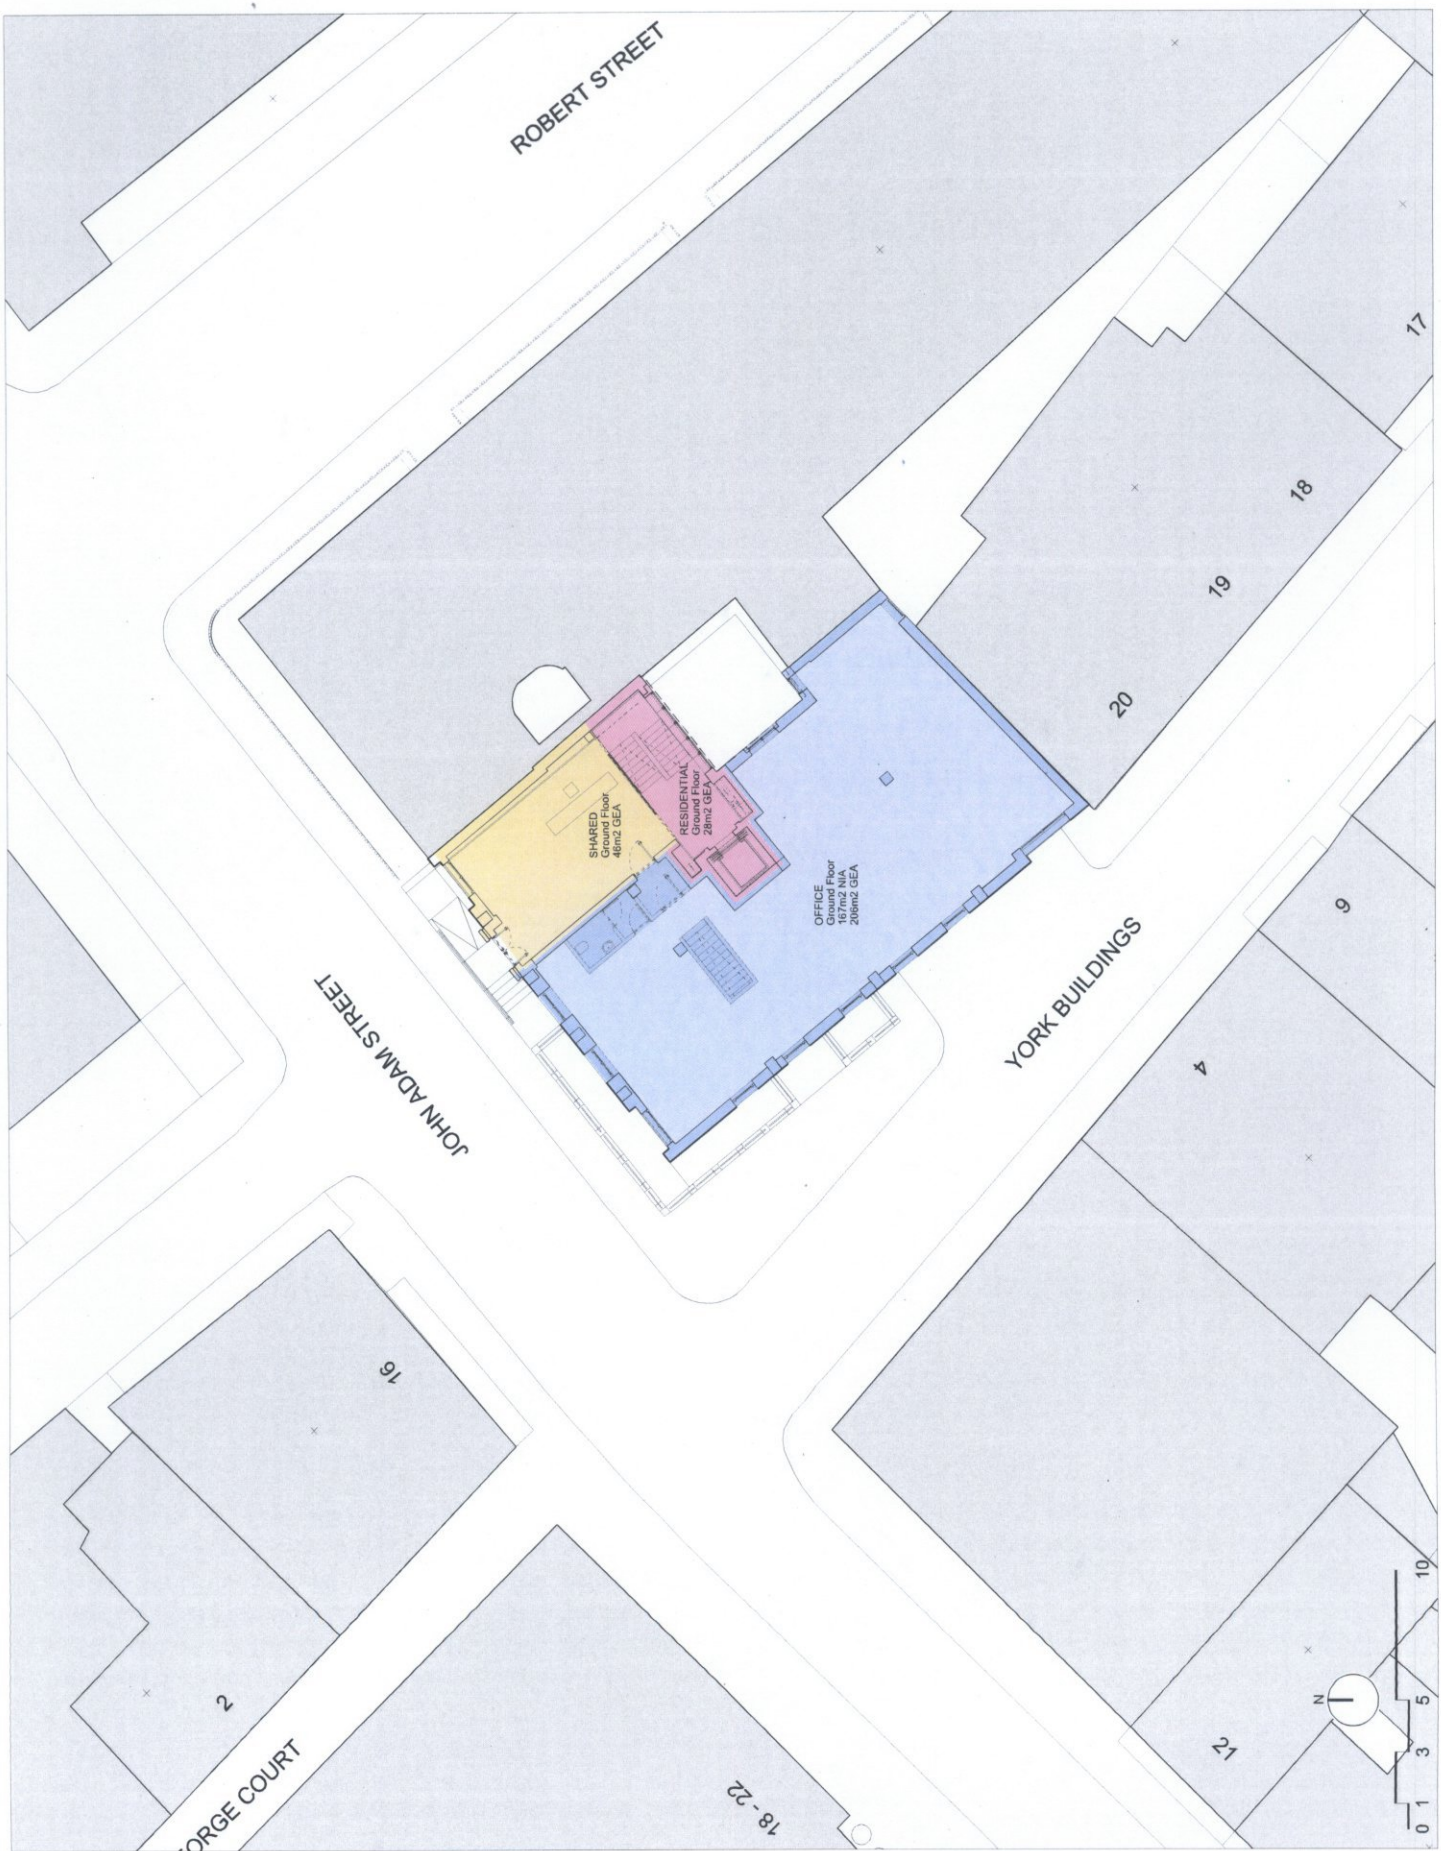 ROBERT STREET
17
18
19
20
SHARED
Ground Floor
46m2 GEA
RESIDENTIAL
Ground Floor
28m2 GEA
OFFICE
Ground Floor
167m2 NIA
206m2 GEA
JOHN ADAM STREET
YORK BUILDINGS
9
4
16
2
ORGE COURT
18 - 22
21
N
0 1 3 5 10